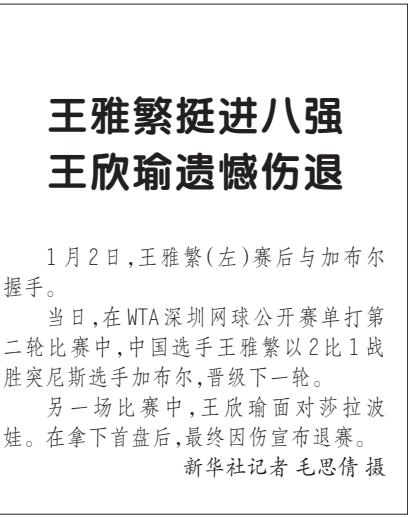 王雅繁挺进八强
王欣瑜遗憾伤退
1月2日,王雅繁(左)赛后与加布尔
握手。
当日,在WTA深圳网球公开赛单打第
二轮比赛中,中国选手王雅繁以2比1战
胜突尼斯选手加布尔,晋级下一轮。
另一场比赛中,王欣瑜面对莎拉波
娃。在拿下首盘后,最终因伤宣布退赛。
新华社记者 毛思倩 摄